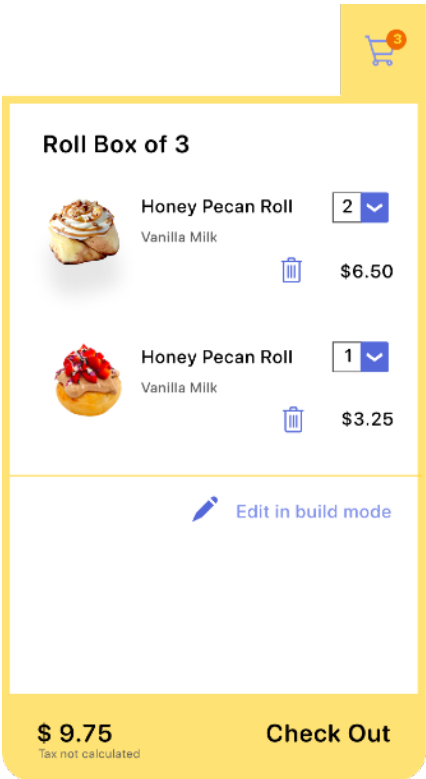 3
Roll Box of 3
Honey Pecan Roll 2
Vanilla Milk
$6.50
Honey Pecan Roll 1
Vanilla Milk
$3.25
Edit in build mode
$ 9.75 Check Out
Tax not calculated